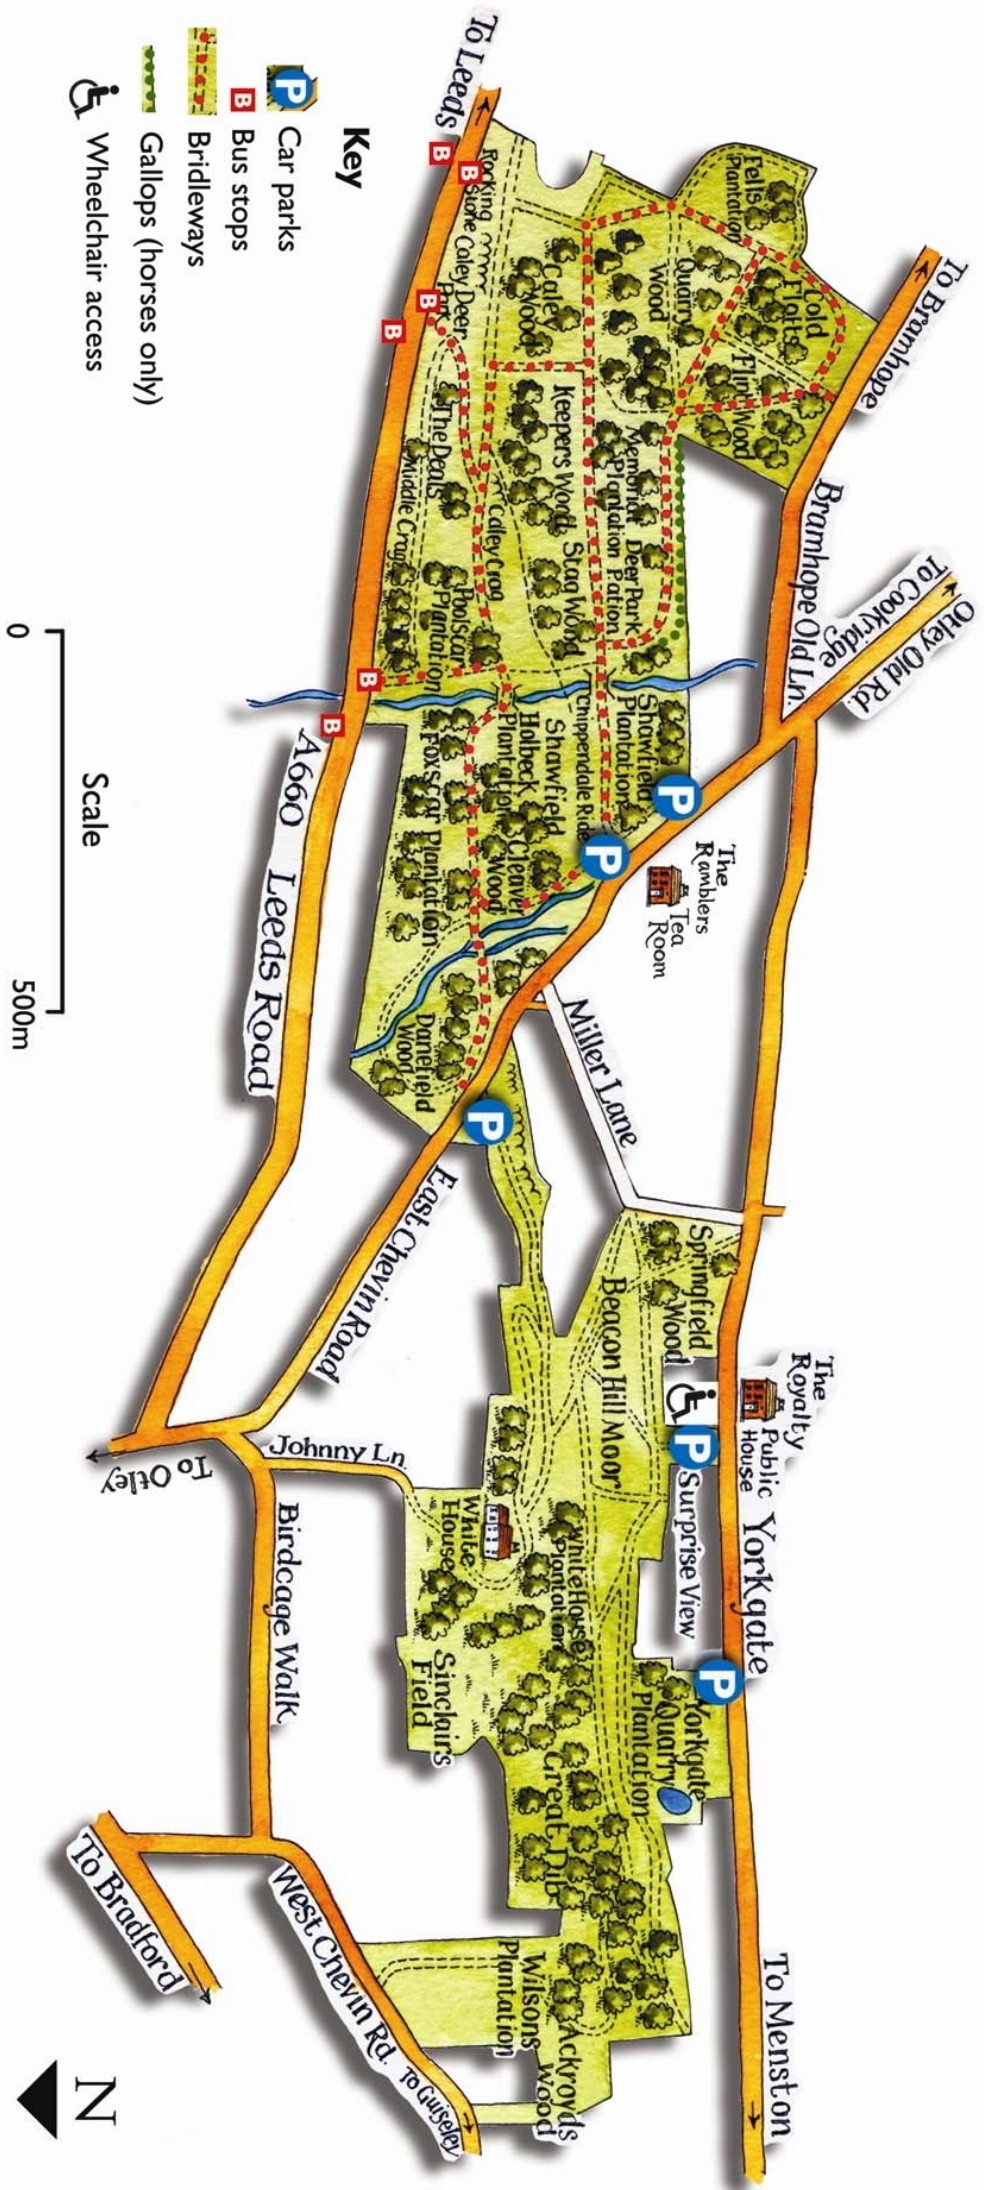 To Leeds
To Bramhope
Bramhope Old Ln.
To Cookridge
Otley Old Rd.
Fells
Plantation
Cold
Flatts
Flint Wood
Quarry
Wood
Caley
Wood
Rocking
Stone
Caley Deer
Park
Keepers Wood
Memorial
Plantation
Deer Park
Stag Wood
The Deals
Middle Crag
Caley Crag
Poolscar
Plantation
Shawfield
Plantation
Chippendale Ride
Shawfield
Holbeck
Plantation
Cleaver
Wood
Foxscar Plantation
Danefield
Wood
P
P
P
The
Ramblers
Tea
Room
Miller Lane
A660 Leeds Road
East Chevin Road
To Otley
Johnny Ln.
Birdcage Walk
To Bradford
West Chevin Rd.
To Guiseley
Springfield
Wood
Beacon Hill Moor
The
Royalty
Public
House
P
Surprise View
Yorkgate
P
White
House
White House
Plantation
Sinclairs
Field
Yorkgate
Quarry
Plantation
Great Dib
Wilsons
Plantation
Ackroyds
Wood
To Menston
B
B
B
B
B
B
Key
P Car parks
B Bus stops
Bridleways
Gallops (horses only)
Wheelchair access
0
500m
Scale
N